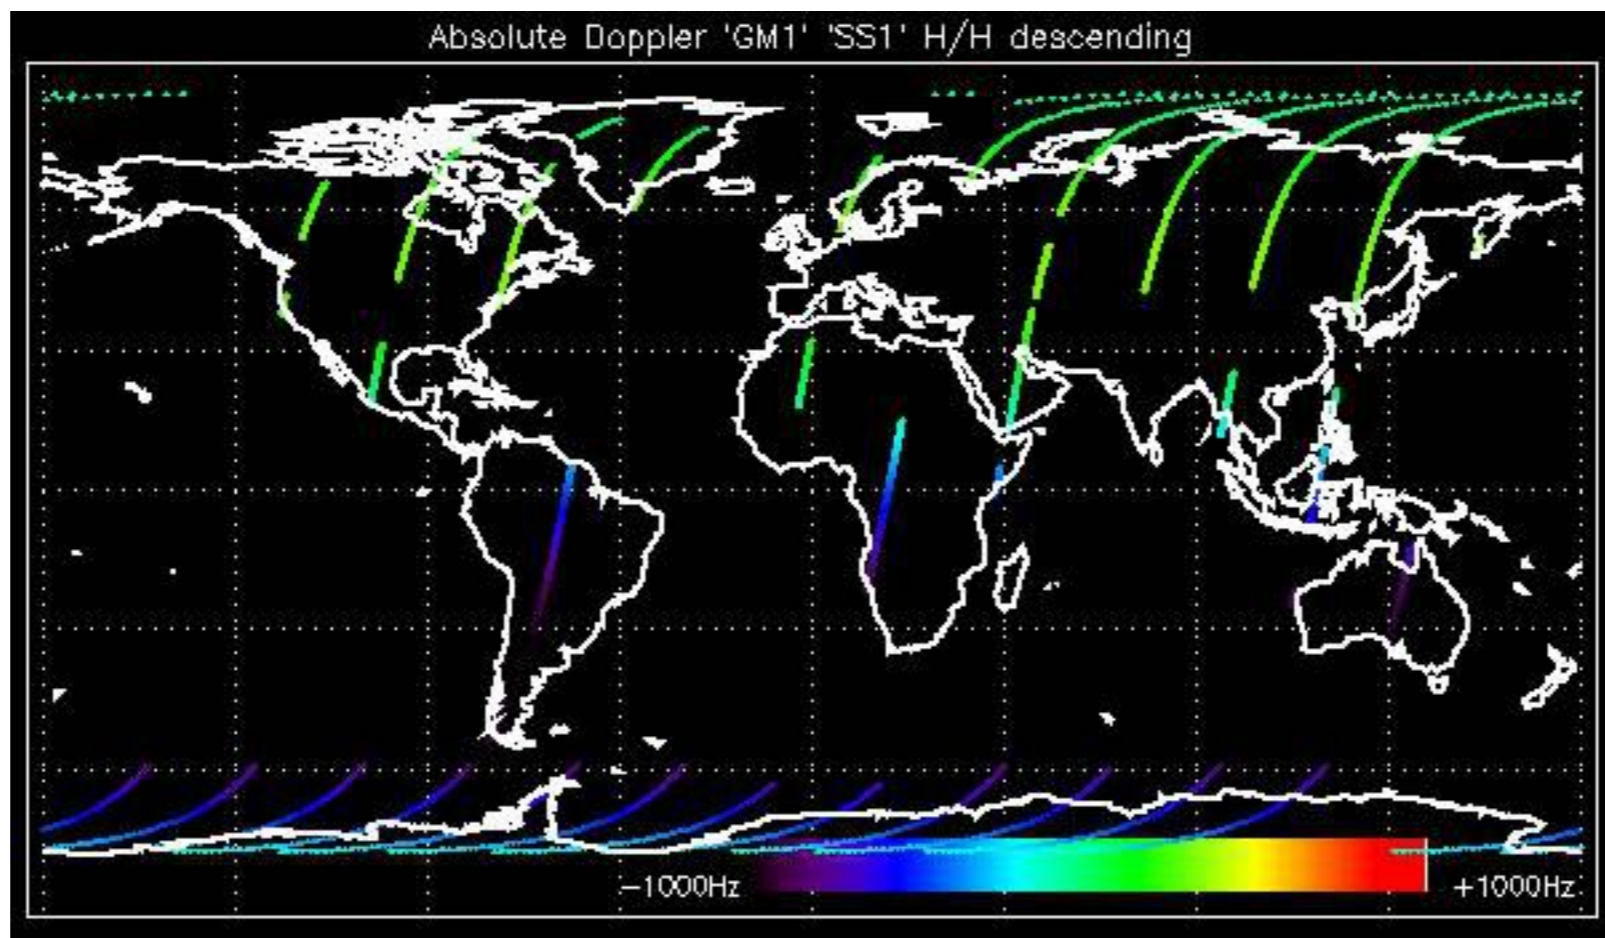 Absolute Doppler 'GM1' 'SS1' H/H descending
−1000Hz +1000Hz